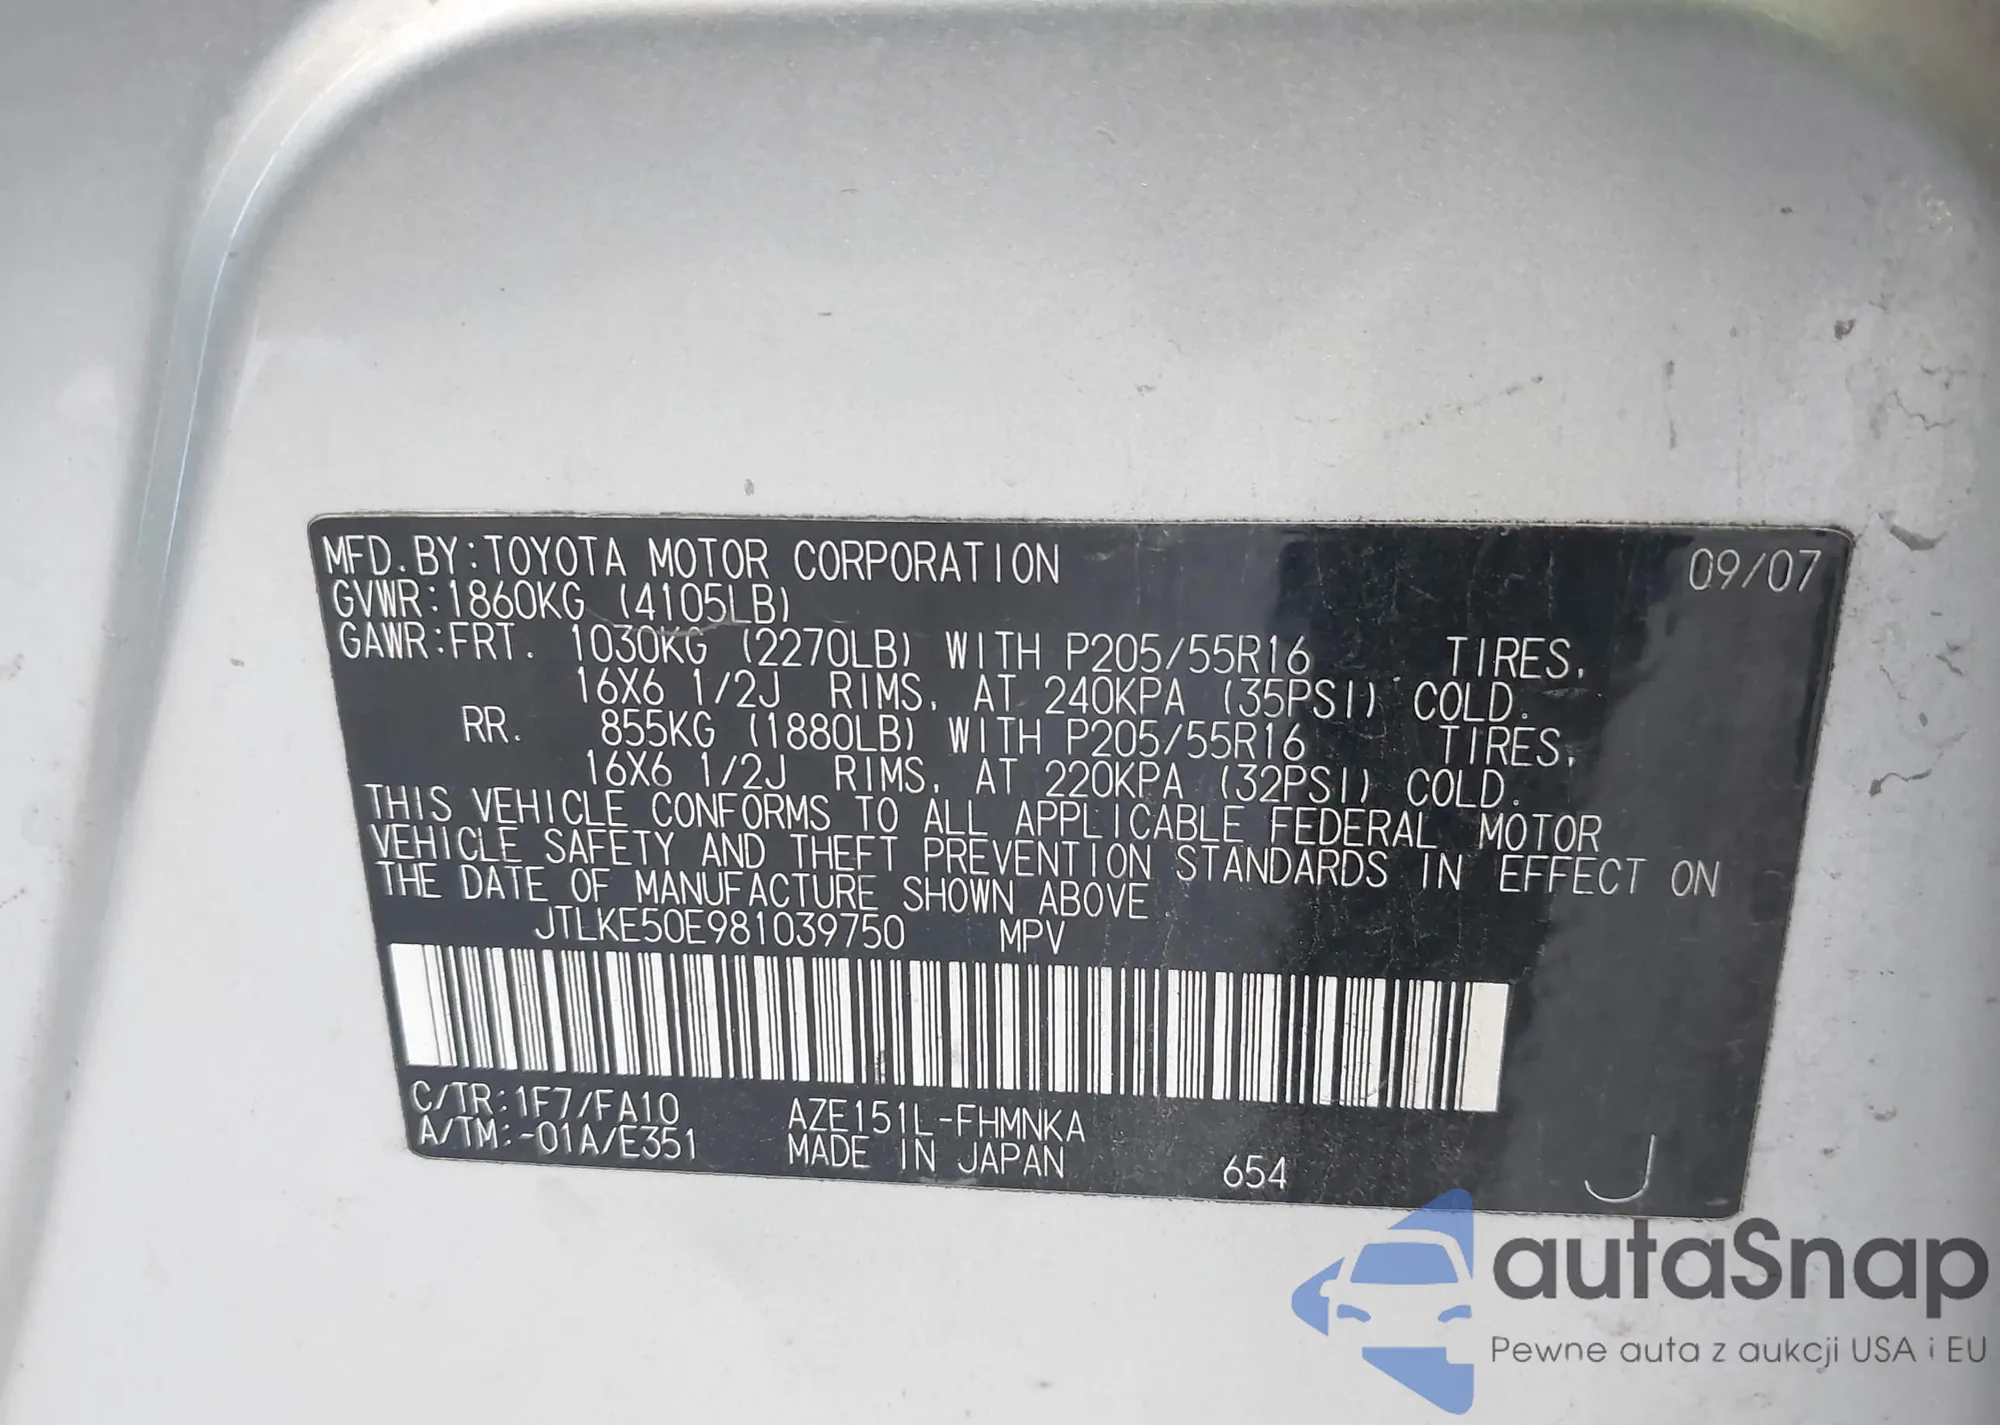 MFD. BY: TOYOTA MOTOR CORPORATION 09/07
GVWR: 1860KG (4105LB)
GAWR: FRT. 1030KG (2270LB) WITH P205/55R16 TIRES,
16X6 1/2J RIMS, AT 240KPA (35PSI) COLD.
RR. 855KG (1880LB) WITH P205/55R16 TIRES,
16X6 1/2J RIMS, AT 220KPA (32PSI) COLD.
THIS VEHICLE CONFORMS TO ALL APPLICABLE FEDERAL MOTOR
VEHICLE SAFETY AND THEFT PREVENTION STANDARDS IN EFFECT ON
THE DATE OF MANUFACTURE SHOWN ABOVE
JTLKE50E981039750 MPV
C/TR: 1F7/FA10 AZE151L-FHMNKA
A/TM: -01A/E351 MADE IN JAPAN 654 J
autaSnap
Pewne auta z aukcji USA i EU